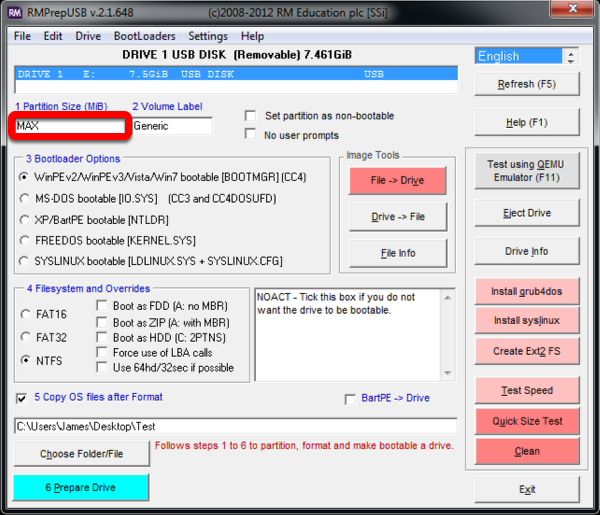 RMPrepUSB v.2.1.648 (c)2008-2012 RM Education plc [SSi]
File Edit Drive BootLoaders Settings Help
DRIVE 1 USB DISK (Removable) 7.461GiB
English
DRIVE 1 E: 7.5GiB USB DISK USB
Refresh (F5)
1 Partition Size (MiB) 2 Volume Label
MAX Generic
Set partition as non-bootable
No user prompts
Help (F1)
3 Bootloader Options
WinPEv2/WinPEv3/Vista/Win7 bootable [BOOTMGR] (CC4)
MS-DOS bootable [IO.SYS] (CC3 and CC4DOSUFD)
XP/BartPE bootable [NTLDR]
FREEDOS bootable [KERNEL.SYS]
SYSLINUX bootable [LDLINUX.SYS + SYSLINUX.CFG]
Image Tools
File -> Drive
Drive -> File
File Info
Test using QEMU
Emulator (F11)
Eject Drive
Drive Info
4 Filesystem and Overrides
FAT16
FAT32
NTFS
Boot as FDD (A: no MBR)
Boot as ZIP (A: with MBR)
Boot as HDD (C: 2PTNS)
Force use of LBA calls
Use 64hd/32sec if possible
NOACT - Tick this box if you do not
want the drive to be bootable.
Install grub4dos
Install syslinux
Create Ext2 FS
5 Copy OS files after Format
BartPE -> Drive
Test Speed
C:\Users\James\Desktop\Test
Quick Size Test
Choose Folder/File
Follows steps 1 to 6 to partition, format and make bootable a drive.
Clean
6 Prepare Drive
Exit